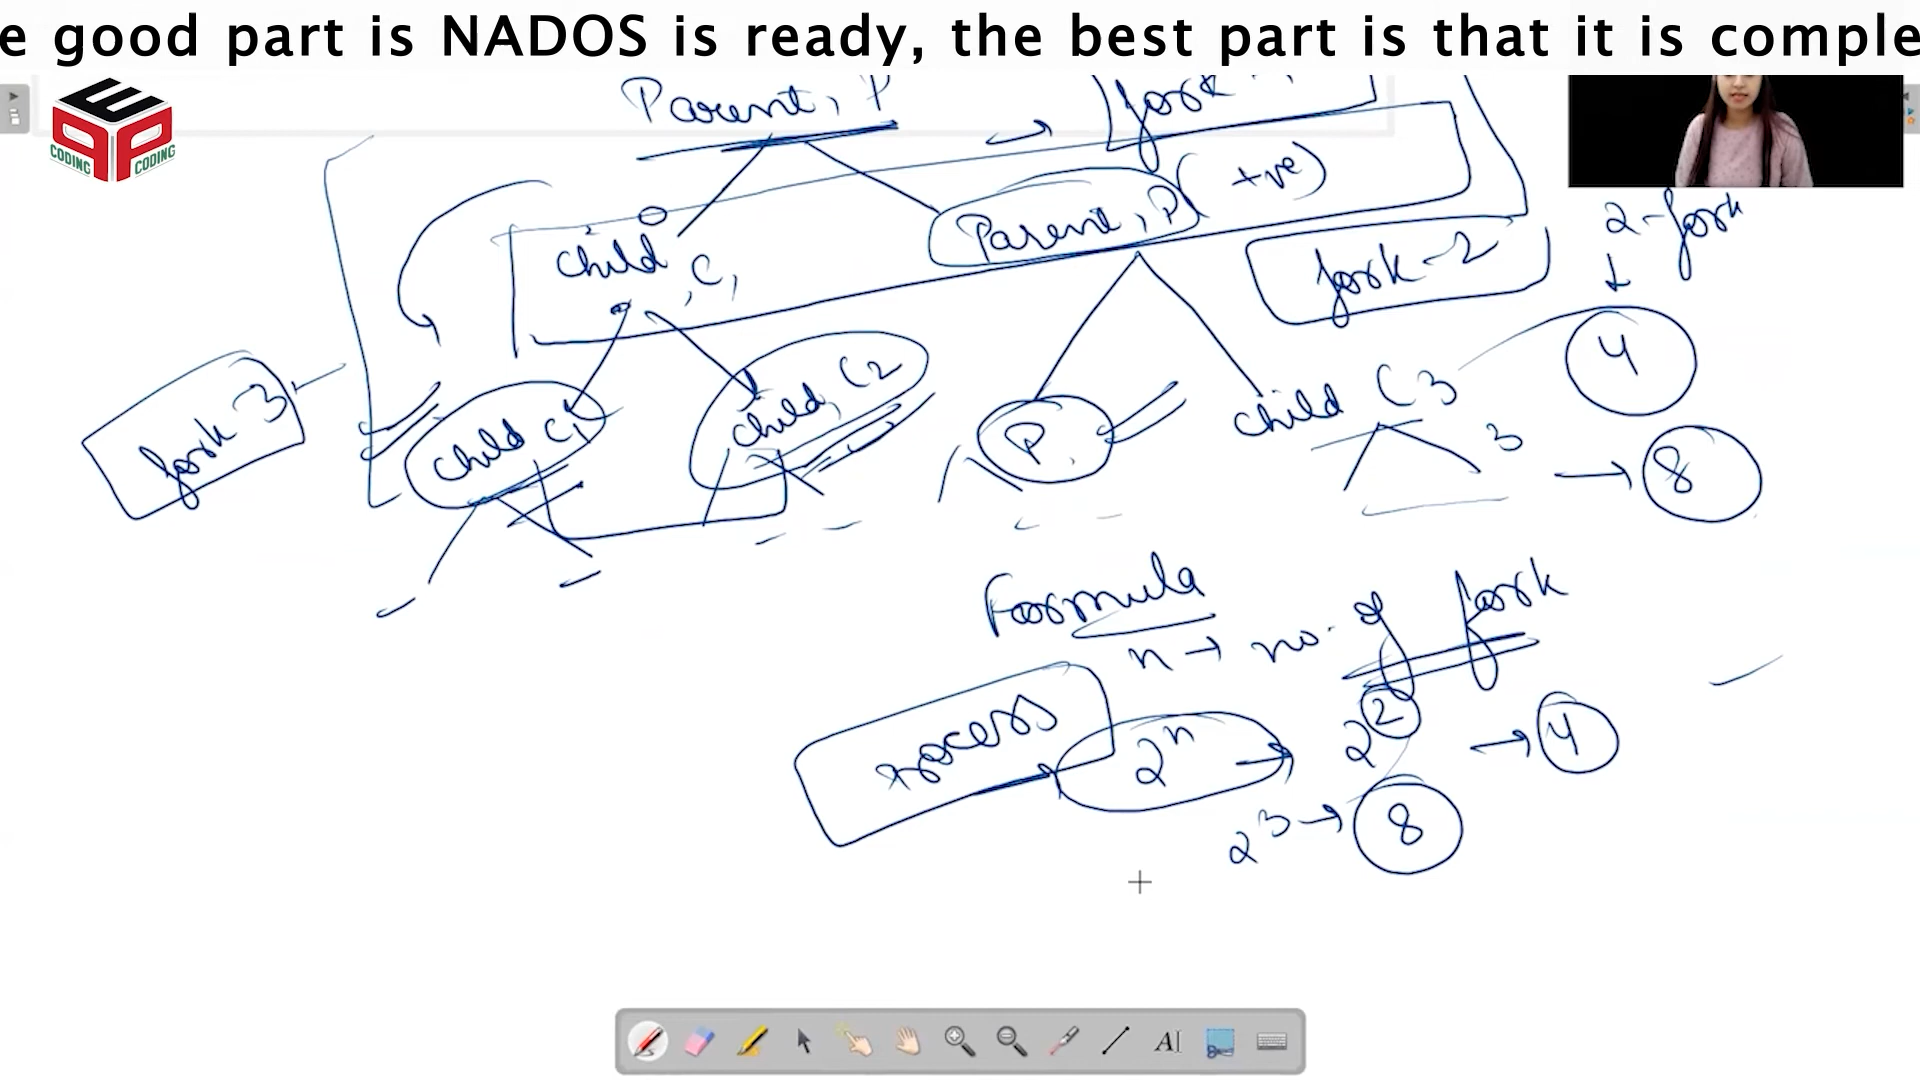 e good part is NADOS is ready, the best part is that it is comple
CODING CODING
Parent, P
fork
child, C1
Parent, P (+ve)
fork-2
2-fork
4
fork 3
child C1
child, C2
P
child C3
3
8
Formula
n → no. of fork
process
2^n → 2^2 → 4
2^3 → 8
AI